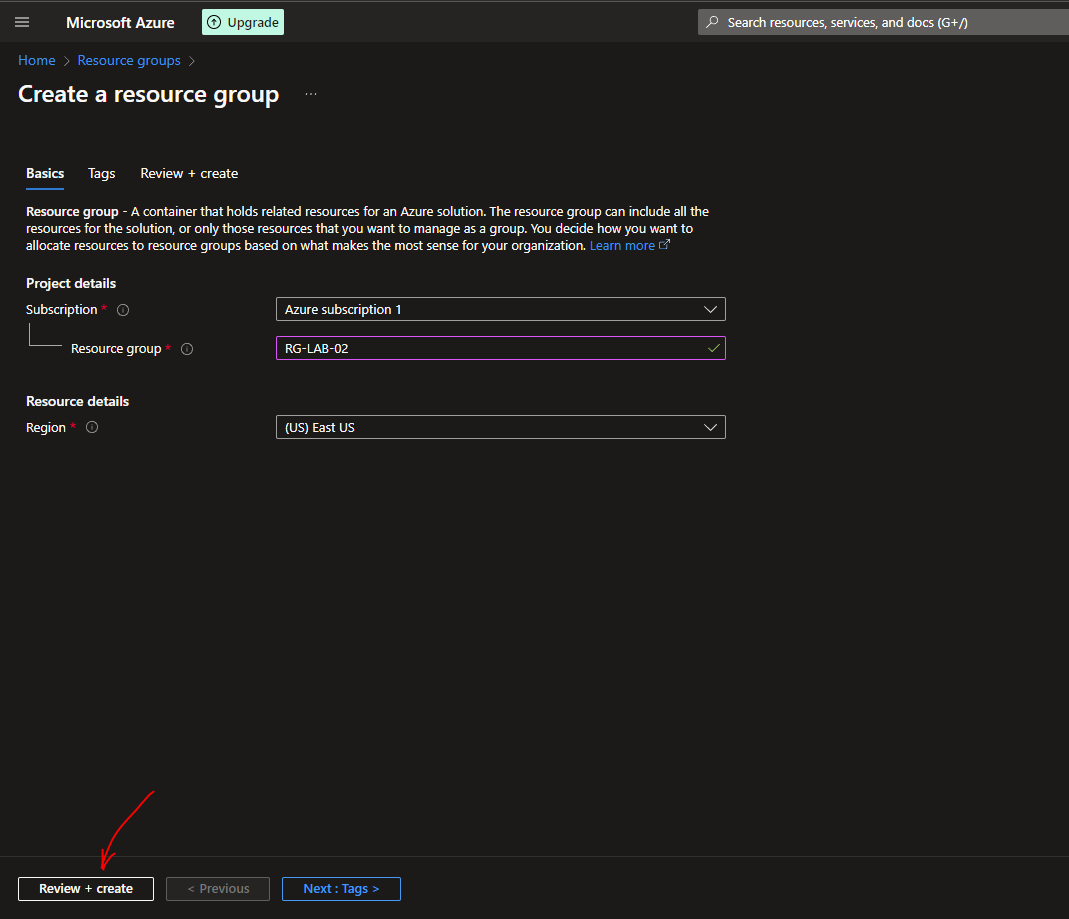 Microsoft Azure Upgrade Search resources, services, and docs (G+/)
Home > Resource groups >
Create a resource group ...
Basics Tags Review + create
Resource group - A container that holds related resources for an Azure solution. The resource group can include all the
resources for the solution, or only those resources that you want to manage as a group. You decide how you want to
allocate resources to resource groups based on what makes the most sense for your organization. Learn more
Project details
Subscription * Azure subscription 1
Resource group * RG-LAB-02
Resource details
Region * (US) East US
Review + create < Previous Next : Tags >